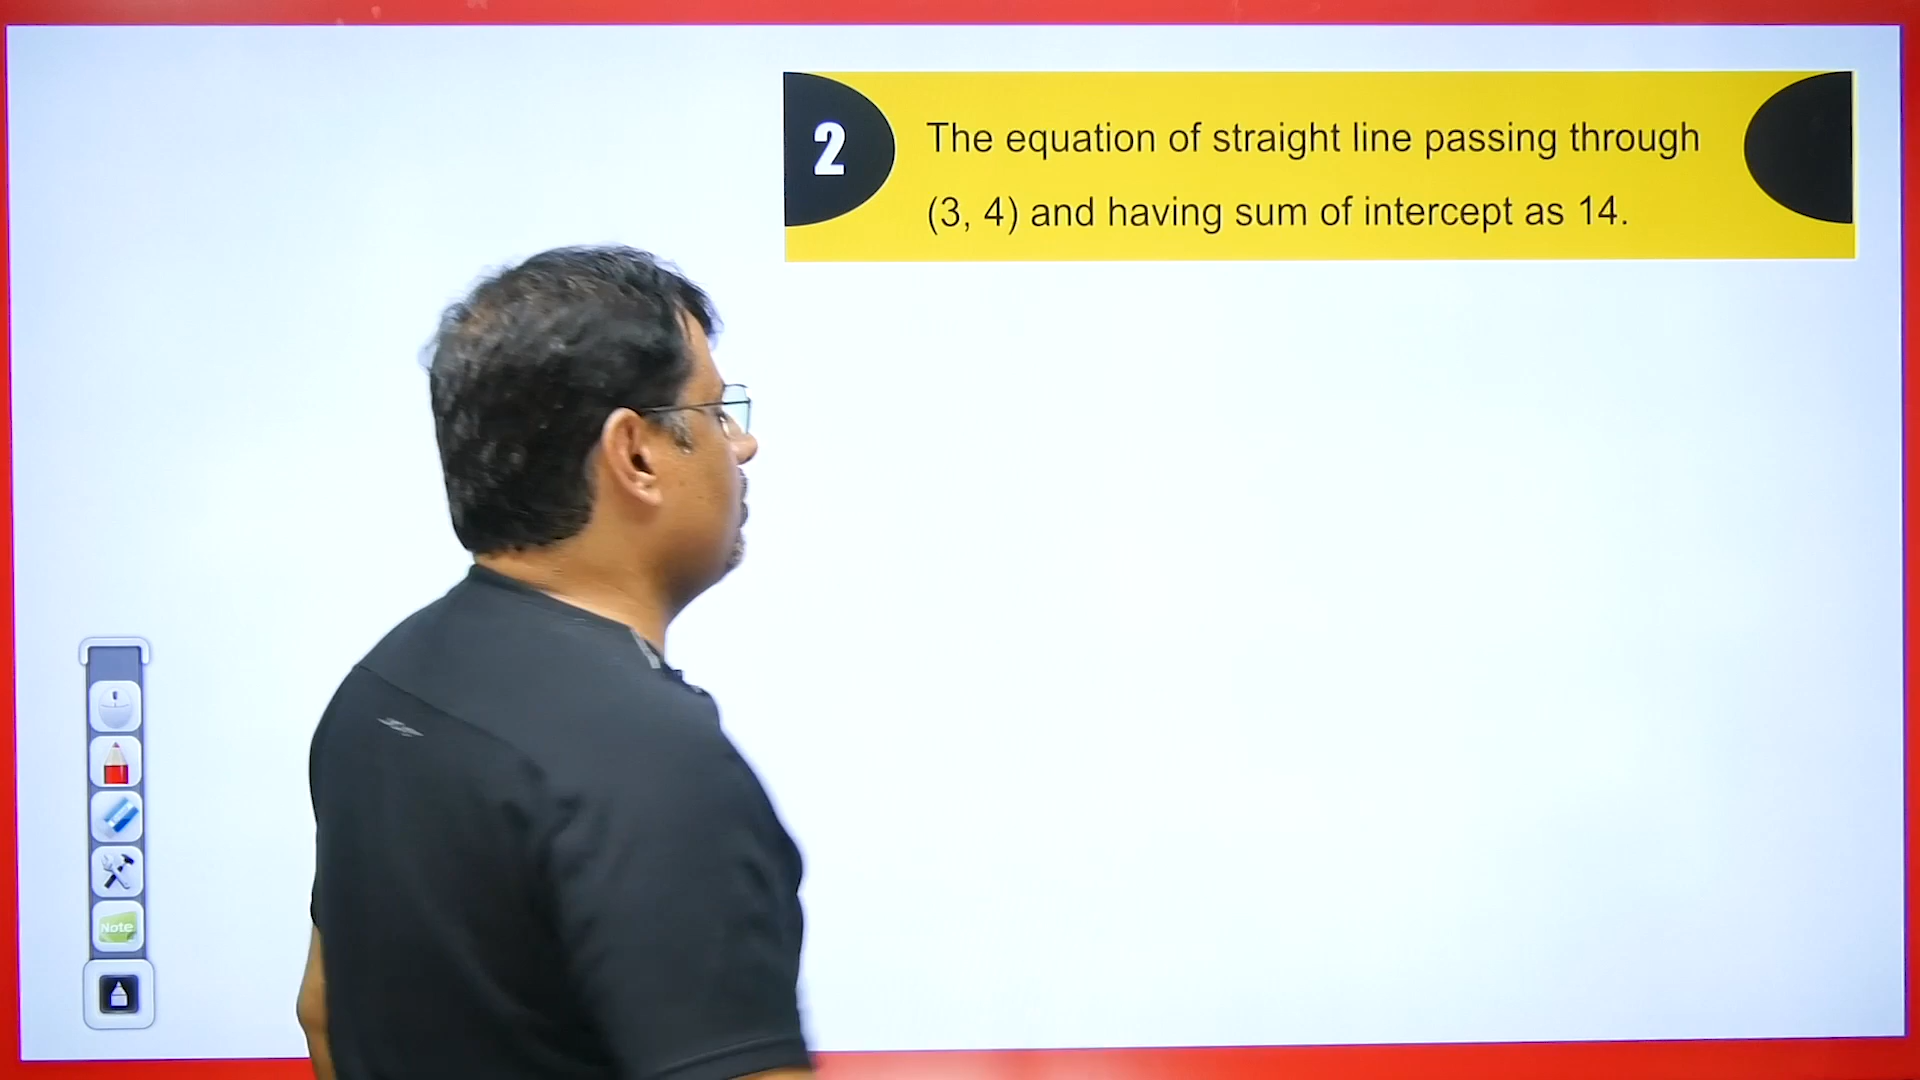 2
The equation of straight line passing through
(3, 4) and having sum of intercept as 14.
Note